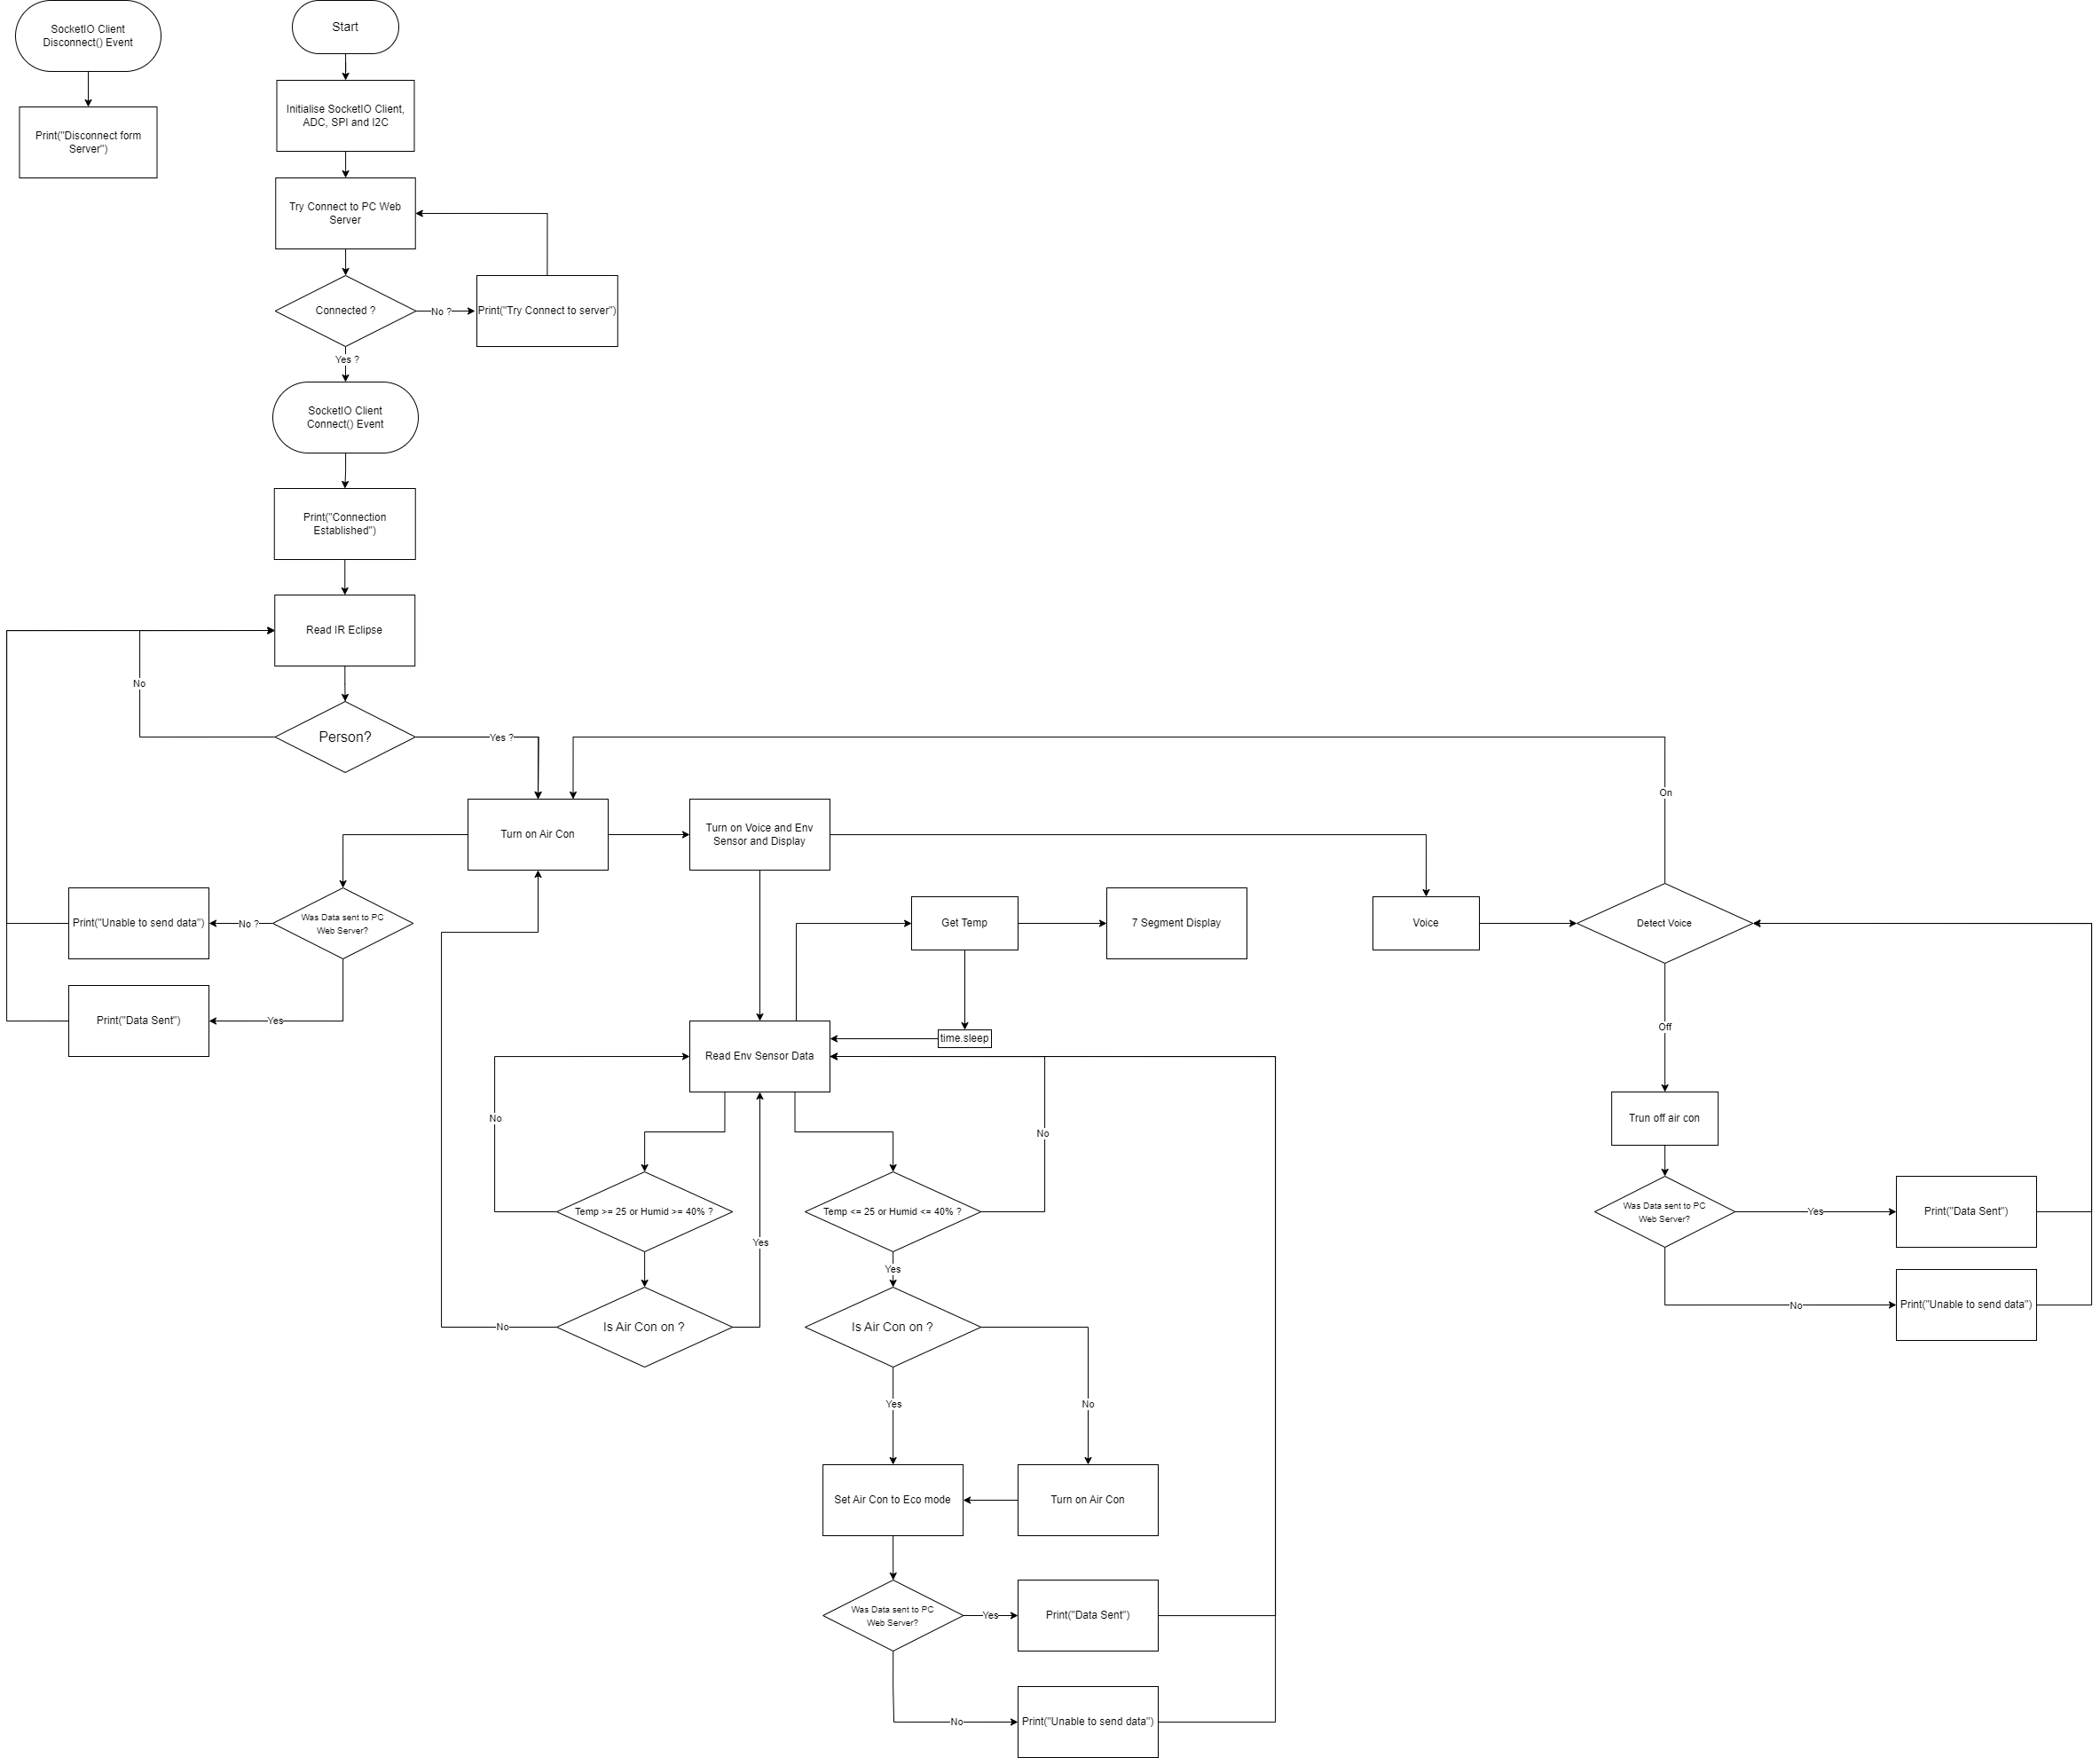 SocketIO Client
Disconnect() Event
Print("Disconnect form
Server")
Start
Initialise SocketIO Client,
ADC, SPI and I2C
Try Connect to PC Web
Server
Connected ?
No ?
Print("Try Connect to server")
Yes ?
SocketIO Client
Connect() Event
Print("Connection
Established")
Read IR Eclipse
No
Person?
Yes ?
Turn on Air Con
Turn on Voice and Env
Sensor and Display
On
Print("Unable to send data")
No ?
Was Data sent to PC
Web Server?
Print("Data Sent")
Yes
Get Temp
7 Segment Display
time.sleep
Voice
Detect Voice
Off
Read Env Sensor Data
No
No
Temp >= 25 or Humid >= 40% ?
Temp <= 25 or Humid <= 40% ?
Yes
Yes
Is Air Con on ?
No
Is Air Con on ?
Yes
No
Set Air Con to Eco mode
Turn on Air Con
Was Data sent to PC
Web Server?
Yes
Print("Data Sent")
No
Print("Unable to send data")
Trun off air con
Was Data sent to PC
Web Server?
Yes
Print("Data Sent")
No
Print("Unable to send data")